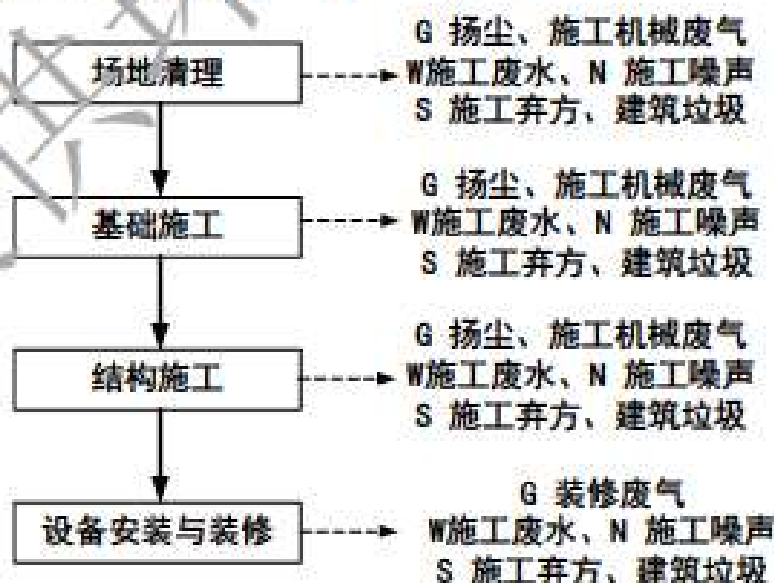 G 扬尘、施工机械废气
场地清理
W施工废水、N 施工噪声
S 施工弃方、建筑垃圾
G 扬尘、施工机械废气
基础施工
W施工废水、N 施工噪声
S 施工弃方、建筑垃圾
G 扬尘、施工机械废气
结构施工
W施工废水、N 施工噪声
S 施工弃方、建筑垃圾
G 装修废气
设备安装与装修
W施工废水、N 施工噪声
S 施工弃方、建筑垃圾